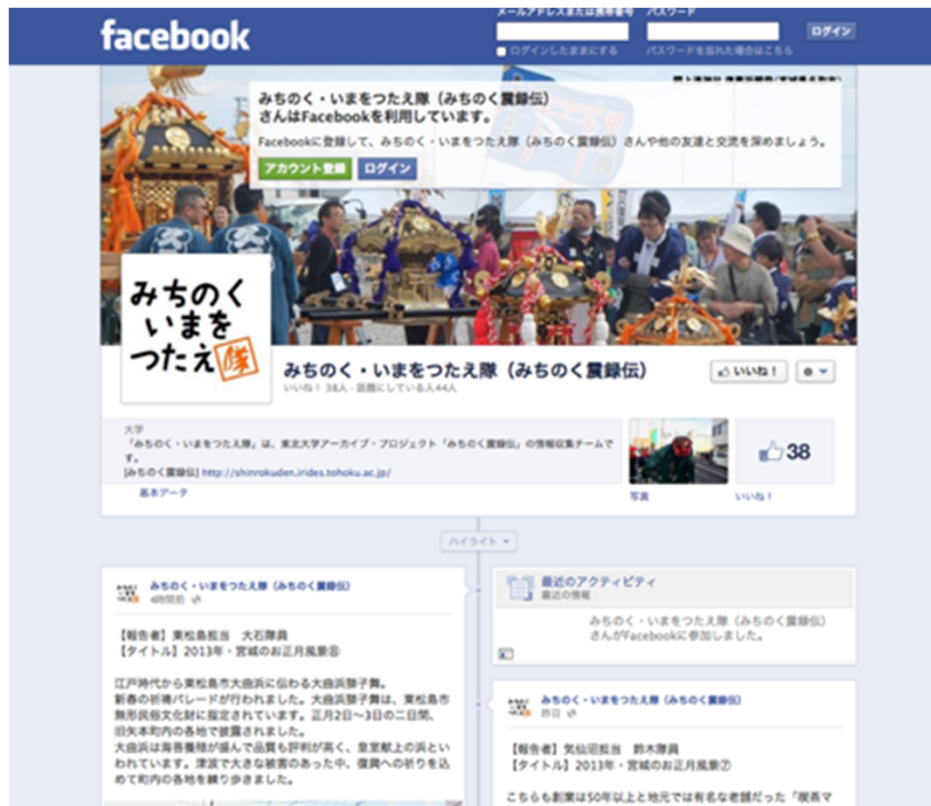 facebook
メールアドレスまたは携帯番号
パスワード
ログイン
ログインしたままにする
パスワードを忘れた場合はこちら
みちのく・いまをつたえ隊（みちのく震録伝）
さんはFacebookを利用しています。
Facebookに登録して、みちのく・いまをつたえ隊（みちのく震録伝）さんや他の友達と交流を深めましょう。
アカウント登録
ログイン
みちのく
いまを
つたえ隊
みちのく・いまをつたえ隊（みちのく震録伝）
いいね！ 38人・話題にしている人44人
いいね！
大学
「みちのく・いまをつたえ隊」は、東北大学アーカイブ・プロジェクト「みちのく震録伝」の情報収集チームで
す。
[みちのく震録伝] http://shinrokuden.irides.tohoku.ac.jp/
基本データ
写真
38
いいね！
ハイライト
みちのく・いまをつたえ隊（みちのく震録伝）
4時間前
【報告者】東松島担当　大石隊員
【タイトル】2013年・宮城のお正月風景⑧
江戸時代から東松島市大曲浜に伝わる大曲浜獅子舞。
新春の祈祷パレードが行われました。大曲浜獅子舞は、東松島市
無形民俗文化財に指定されています。正月2日～3日の二日間、
旧矢本町内の各地で披露されました。
大曲浜は海苔養殖が盛んで品質も評判が高く、皇室献上の浜とい
われています。津波で大きな被害のあった中、復興への祈りを込
めて町内の各地を練り歩きました。
最近のアクティビティ
最近の情報
みちのく・いまをつたえ隊（みちのく震録伝）
さんがFacebookに参加しました。
みちのく・いまをつたえ隊（みちのく震録伝）
昨日
【報告者】気仙沼担当　鈴木隊員
【タイトル】2013年・宮城のお正月風景⑦
こちらも創業は50年以上と地元では有名な老舗だった「喫茶マ